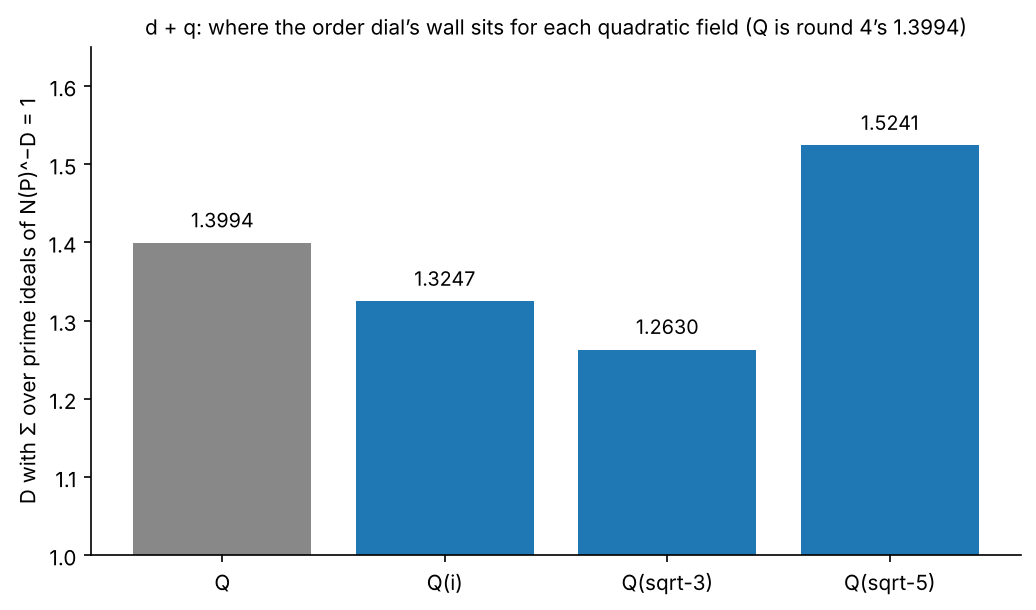 d + q: where the order dial’s wall sits for each quadratic field (Q is round 4’s 1.3994)
D with Σ over prime ideals of N(P)^−D = 1
1.6
1.5
1.4
1.3
1.2
1.1
1.0
1.3994
1.3247
1.2630
1.5241
Q
Q(i)
Q(sqrt-3)
Q(sqrt-5)